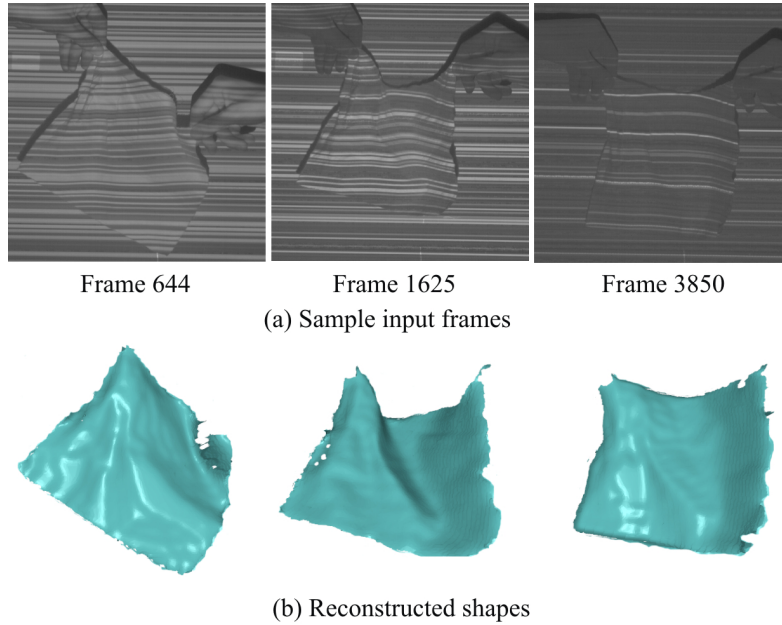 Frame 644
Frame 1625
Frame 3850
(a) Sample input frames
(b) Reconstructed shapes